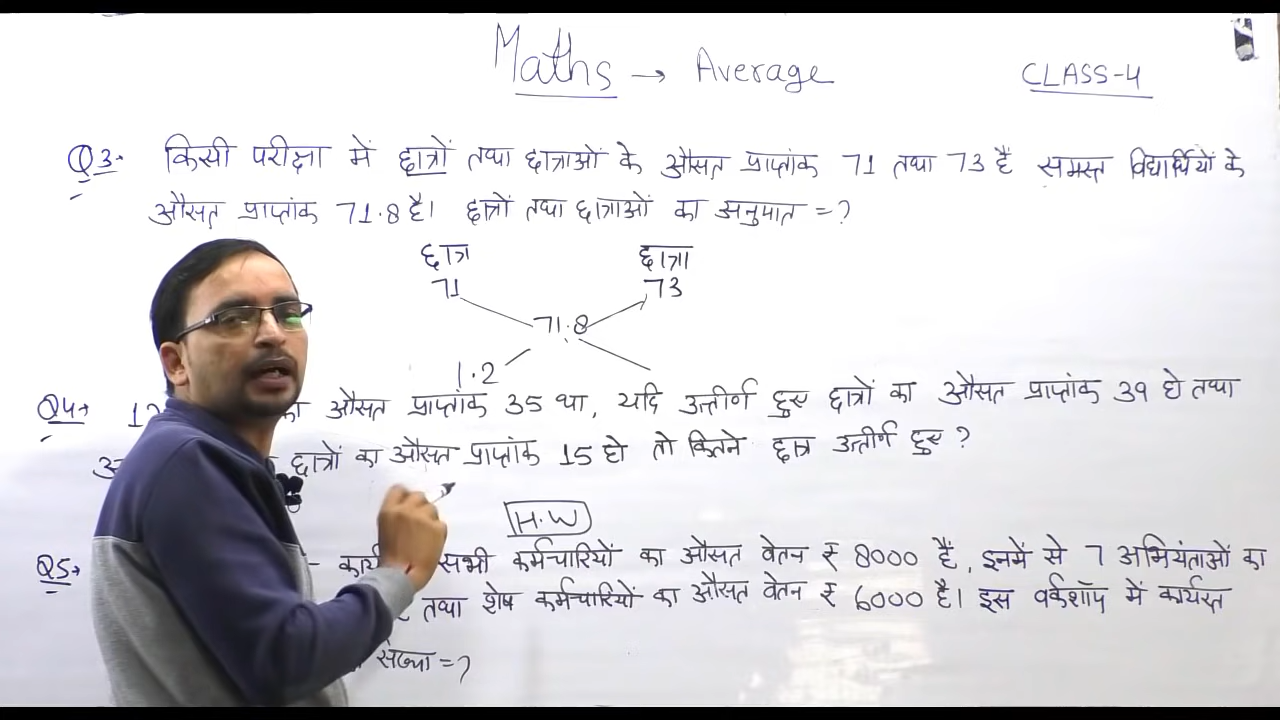 Maths → Average CLASS-4
Q3→ किसी परीक्षा में छात्रों तथा छात्राओं के औसत प्राप्तांक 71 तथा 73 हैं समस्त विद्यार्थियों के
औसत प्राप्तांक 71.8 है। छात्रों तथा छात्राओं का अनुपात =?
छात्र छात्रा
71 73
71.8
1.2
Q4→ का औसत प्राप्तांक 35 था, यदि उत्तीर्ण हुए छात्रों का औसत प्राप्तांक 39 हो तथा
छात्रों का औसत प्राप्तांक 15 हो तो कितने छात्र उत्तीर्ण हुए ?
H.W
Q5→ सभी कर्मचारियों का औसत वेतन ₹ 8000 है, इनमें से 7 अभियंताओं का
तथा शेष कर्मचारियों का औसत वेतन ₹ 6000 है। इस वर्कशॉप में कार्यरत
संख्या =?